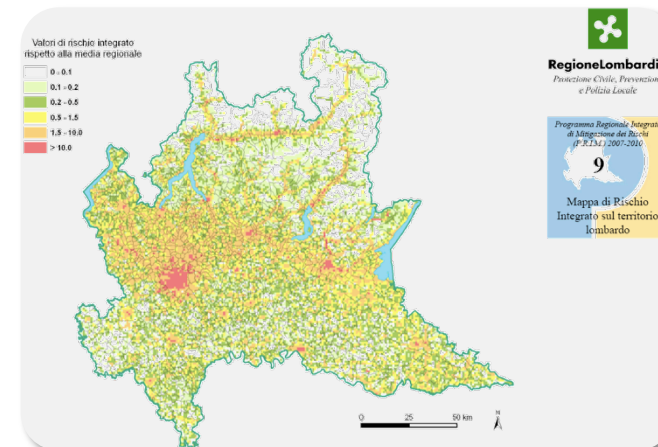 Valori di rischio integrato
rispetto alla media regionale
0 - 0.1
0.1 - 0.2
0.2 - 0.5
0.5 - 1.5
1.5 - 10.0
> 10.0
RegioneLombardi
Protezione Civile, Prevenzion
e Polizia Locale
Programma Regionale Integrat
di Mitigazione dei Rischi
(P.R.I.M.) 2007-2010
9
Mappa di Rischio
Integrato sul territorio
lombardo
0 25 50 km
N